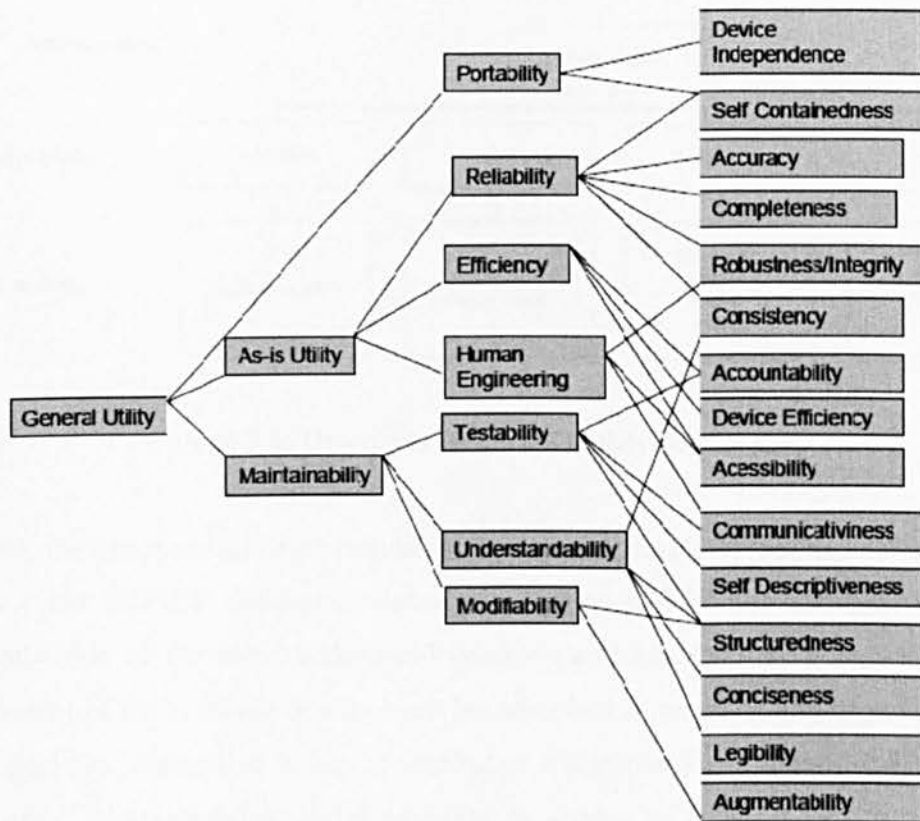 Device
Independence
Portability
Self Containedness
Accuracy
Reliability
Completeness
Efficiency
Robustness/Integrity
Consistency
As-is Utility
Human
Engineering
Accountability
General Utility
Device Efficiency
Testability
Acessibility
Maintainability
Communicativiness
Understandability
Self Descriptiveness
Modifiability
Structuredness
Conciseness
Legibility
Augmentability